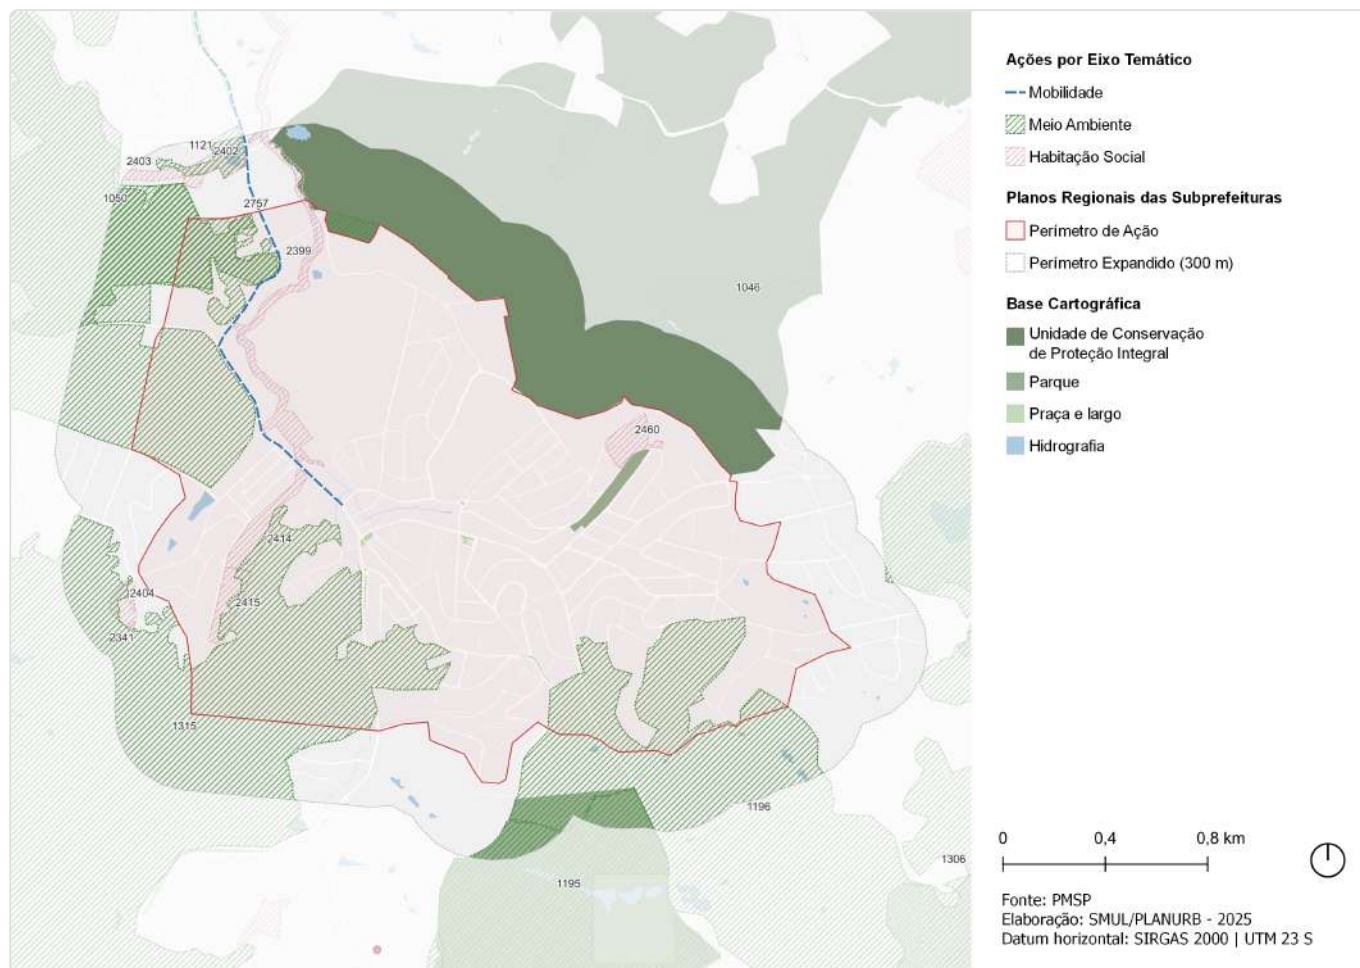 1121
2402
2403
1050
2757
2399
1046
2460
2414
2404
2415
2341
1315
1196
1306
1195
Ações por Eixo Temático
Mobilidade
Meio Ambiente
Habitação Social
Planos Regionais das Subprefeituras
Perímetro de Ação
Perímetro Expandido (300 m)
Base Cartográfica
Unidade de Conservação
de Proteção Integral
Parque
Praça e largo
Hidrografia
0 0,4 0,8 km
Fonte: PMSP
Elaboração: SMUL/PLANURB - 2025
Datum horizontal: SIRGAS 2000 | UTM 23 S